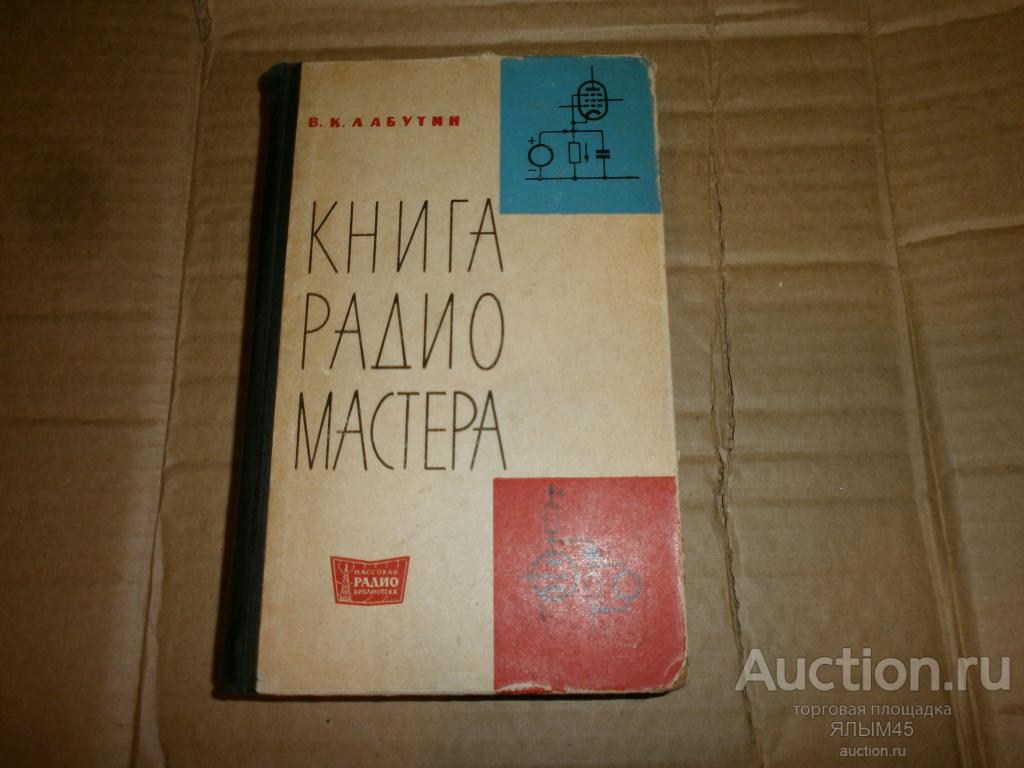 В. К. ЛАБУТИН
КНИГА
РАДИО
МАСТЕРА
МАССОВАЯ
РАДИО
БИБЛИОТЕКА
Auction.ru
торговая площадка
ЯЛЫМ45
auction.ru